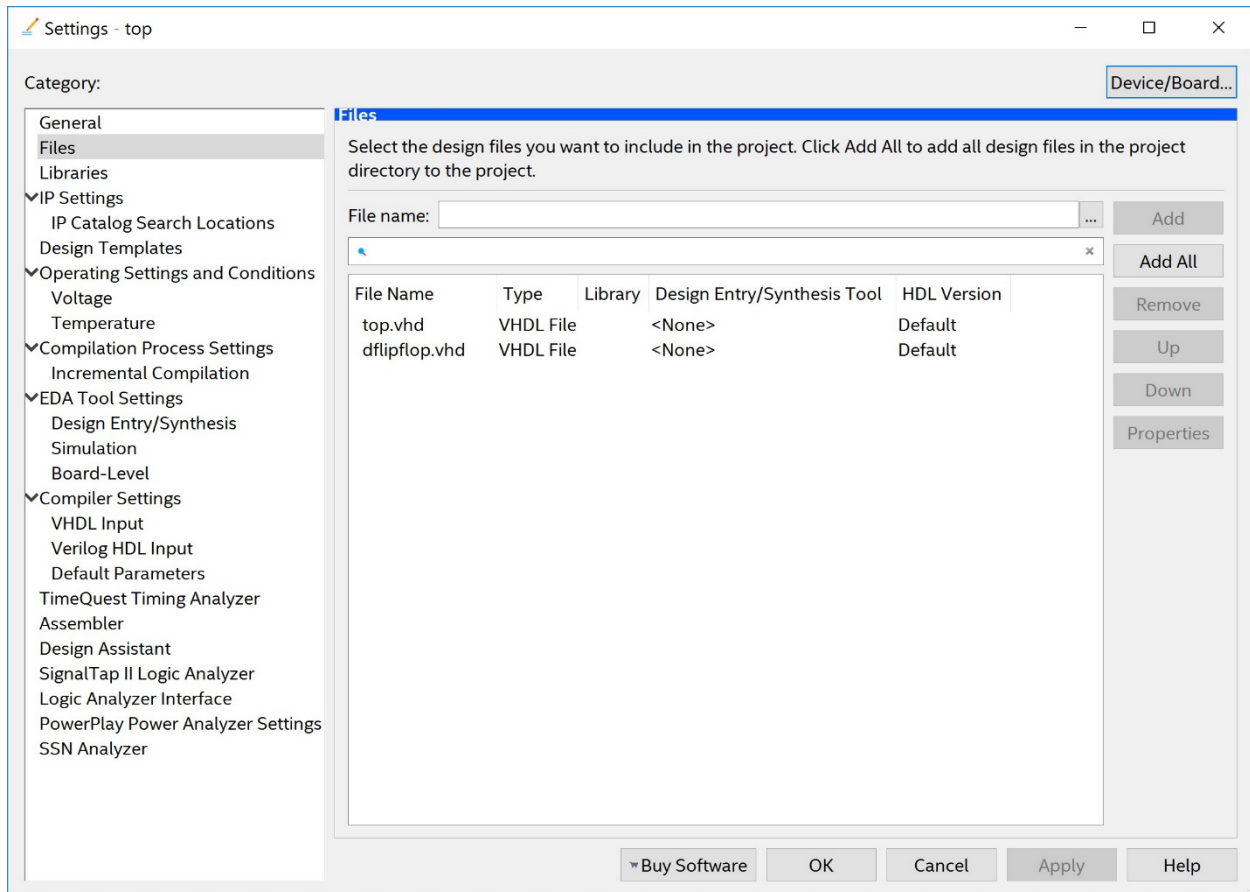 Settings - top
Category:
Device/Board...
General
Files
Libraries
IP Settings
IP Catalog Search Locations
Design Templates
Operating Settings and Conditions
Voltage
Temperature
Compilation Process Settings
Incremental Compilation
EDA Tool Settings
Design Entry/Synthesis
Simulation
Board-Level
Compiler Settings
VHDL Input
Verilog HDL Input
Default Parameters
TimeQuest Timing Analyzer
Assembler
Design Assistant
SignalTap II Logic Analyzer
Logic Analyzer Interface
PowerPlay Power Analyzer Settings
SSN Analyzer
Files
Select the design files you want to include in the project. Click Add All to add all design files in the project
directory to the project.
File name:
...
Add
Add All
Remove
Up
Down
Properties
File Name Type Library Design Entry/Synthesis Tool HDL Version
top.vhd VHDL File <None> Default
dflipflop.vhd VHDL File <None> Default
Buy Software OK Cancel Apply Help